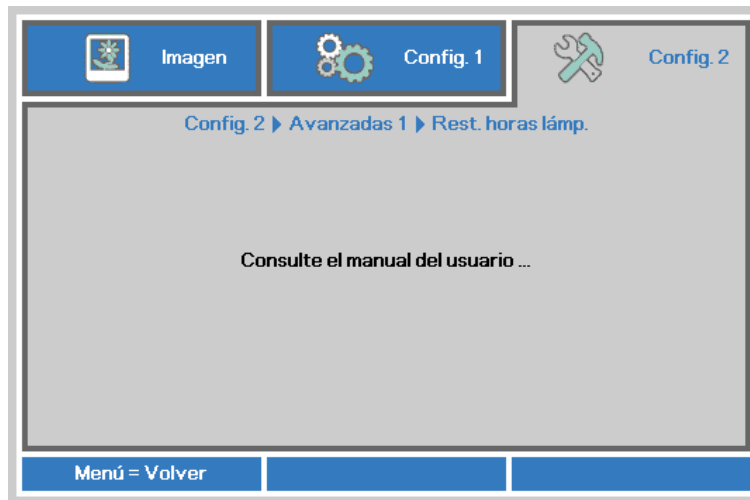 Imagen
Config. 1
Config. 2
Config. 2 ▶ Avanzadas 1 ▶ Rest. horas lámp.
Consulte el manual del usuario ...
Menú = Volver